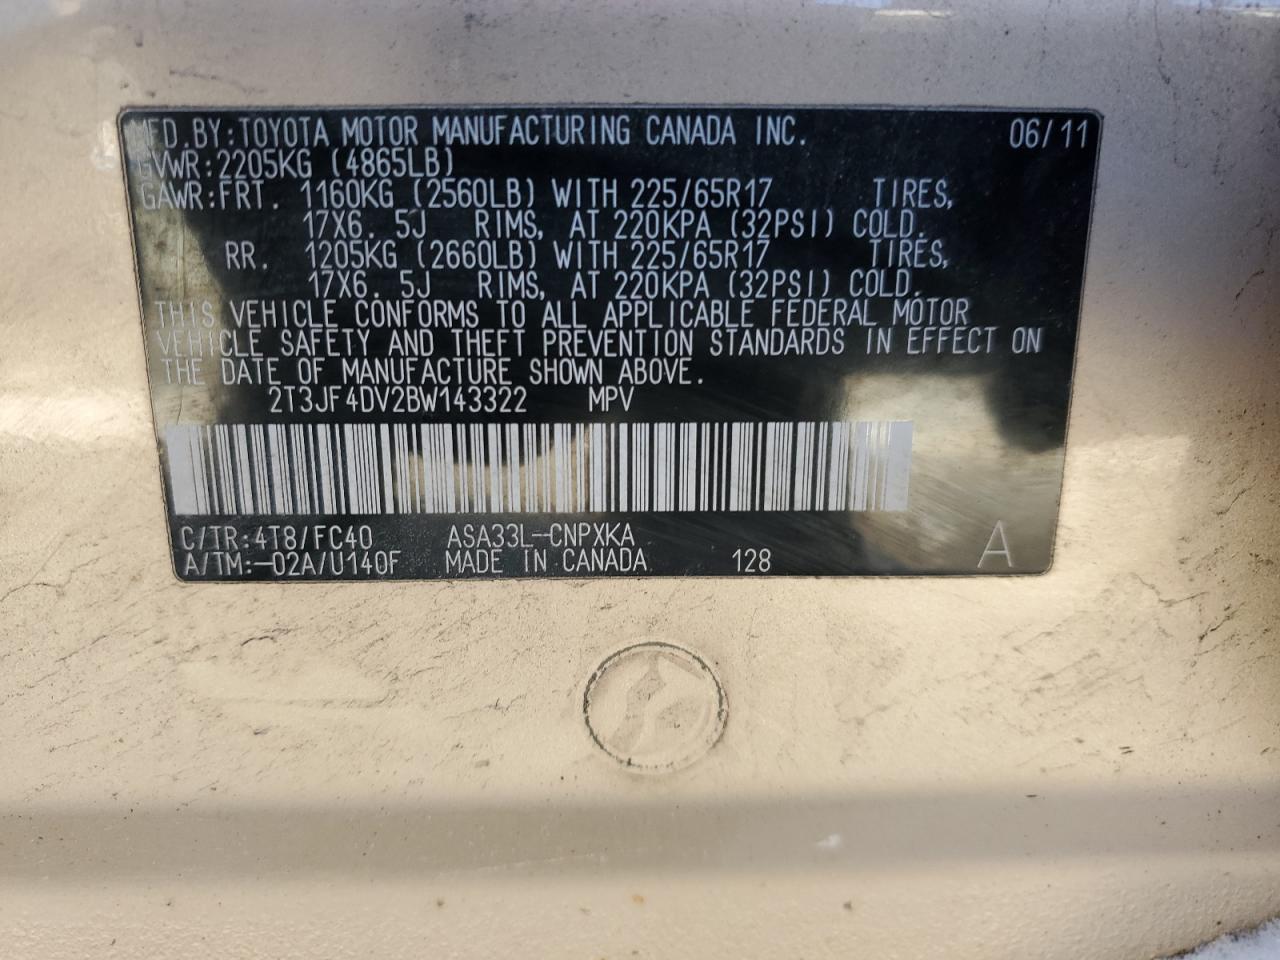 MFD.BY:TOYOTA MOTOR MANUFACTURING CANADA INC. 06/11
GVWR:2205KG (4865LB)
GAWR:FRT. 1160KG (2560LB) WITH 225/65R17 TIRES,
17X6.5J RIMS, AT 220KPA (32PSI) COLD.
RR. 1205KG (2660LB) WITH 225/65R17 TIRES,
17X6.5J RIMS, AT 220KPA (32PSI) COLD.
THIS VEHICLE CONFORMS TO ALL APPLICABLE FEDERAL MOTOR
VEHICLE SAFETY AND THEFT PREVENTION STANDARDS IN EFFECT ON
THE DATE OF MANUFACTURE SHOWN ABOVE.
2T3JF4DV2BW143322 MPV
C/TR:4T8/FC40 ASA33L-CNPXKA
A/TM:-02A/U140F MADE IN CANADA 128 A